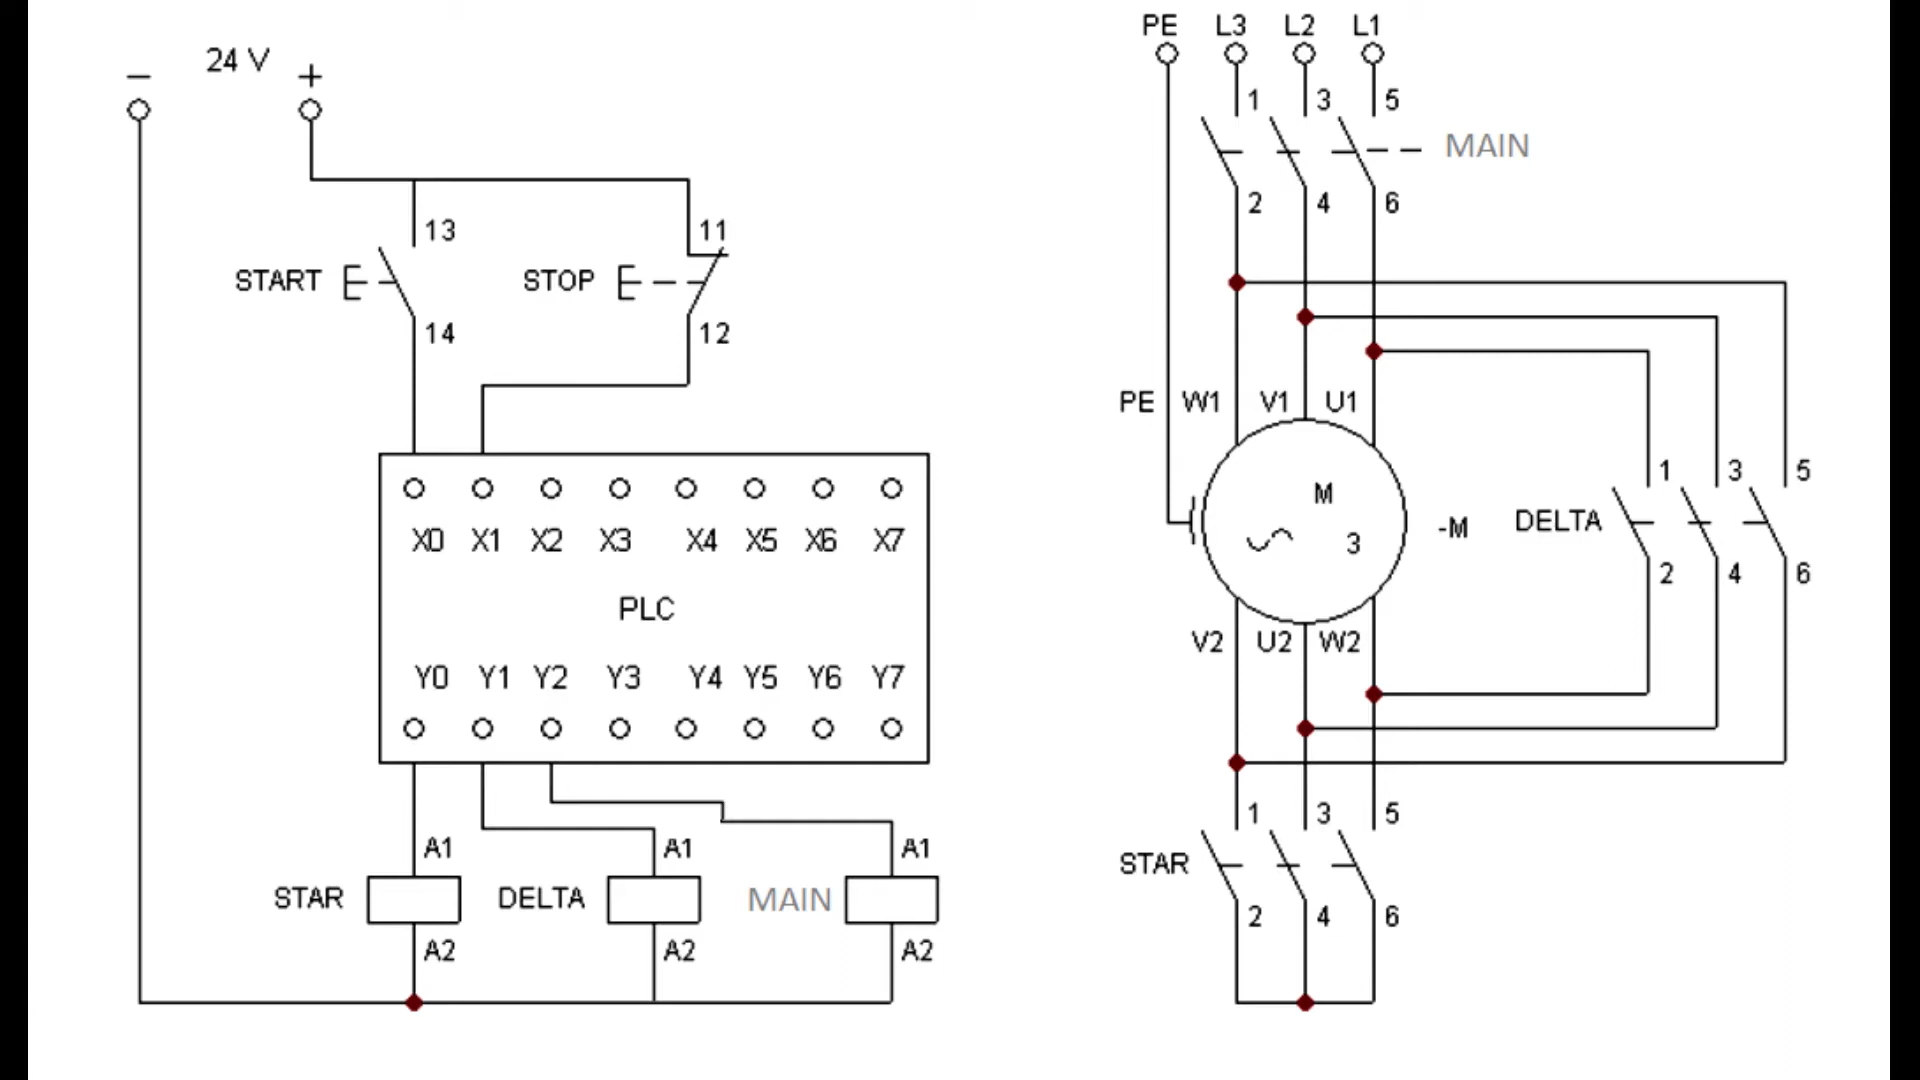 24 V
− +
13
START
14
11
STOP
12
X0 X1 X2 X3 X4 X5 X6 X7
PLC
Y0 Y1 Y2 Y3 Y4 Y5 Y6 Y7
A1 A1 A1
STAR DELTA MAIN
A2 A2 A2
PE L3 L2 L1
1 3 5
MAIN
2 4 6
PE W1 V1 U1
M
3
-M
1 3 5
DELTA
2 4 6
V2 U2 W2
1 3 5
STAR
2 4 6